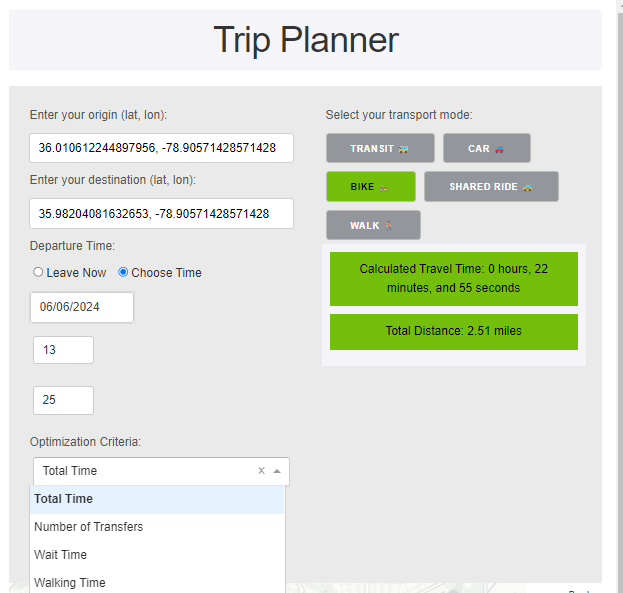 Trip Planner
Enter your origin (lat, lon):
36.010612244897956, -78.90571428571428
Enter your destination (lat, lon):
35.98204081632653, -78.90571428571428
Departure Time:
Leave Now Choose Time
06/06/2024
13
25
Optimization Criteria:
Total Time
Total Time
Number of Transfers
Wait Time
Walking Time
Select your transport mode:
TRANSIT CAR
BIKE SHARED RIDE
WALK
Calculated Travel Time: 0 hours, 22
minutes, and 55 seconds
Total Distance: 2.51 miles